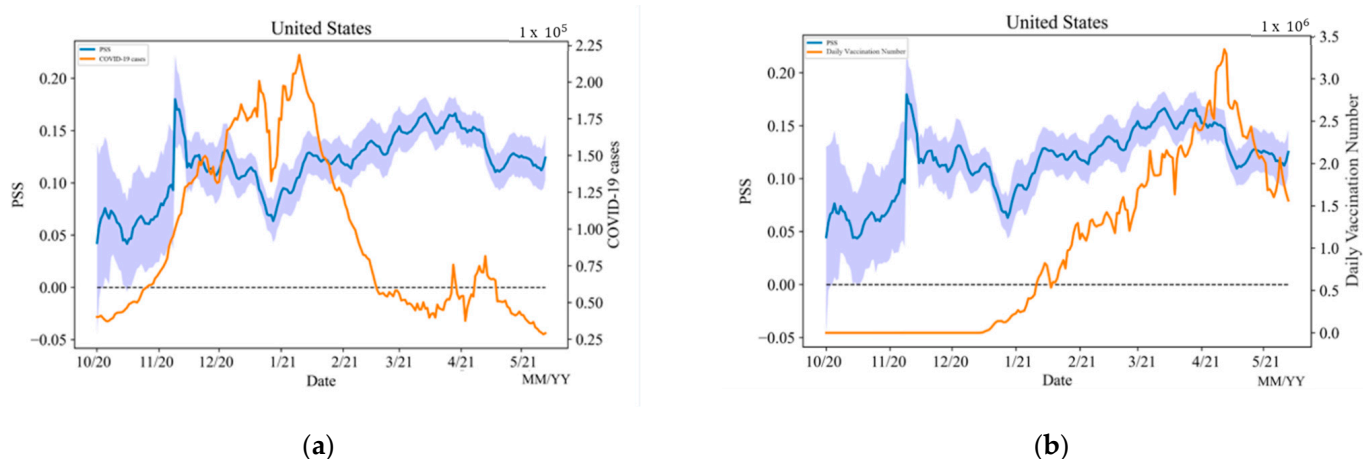 United States
1 x 10⁵
PSS
COVID-19 cases
0.20
0.15
0.10
0.05
0.00
−0.05
PSS
2.25
2.00
1.75
1.50
1.25
1.00
0.75
0.50
0.25
COVID-19 cases
10/20 11/20 12/20 1/21 2/21 3/21 4/21 5/21
Date
MM/YY
(a)
United States
1 x 10⁶
PSS
Daily Vaccination Number
0.20
0.15
0.10
0.05
0.00
−0.05
PSS
3.5
3.0
2.5
2.0
1.5
1.0
0.5
0.0
Daily Vaccination Number
10/20 11/20 12/20 1/21 2/21 3/21 4/21 5/21
Date
MM/YY
(b)